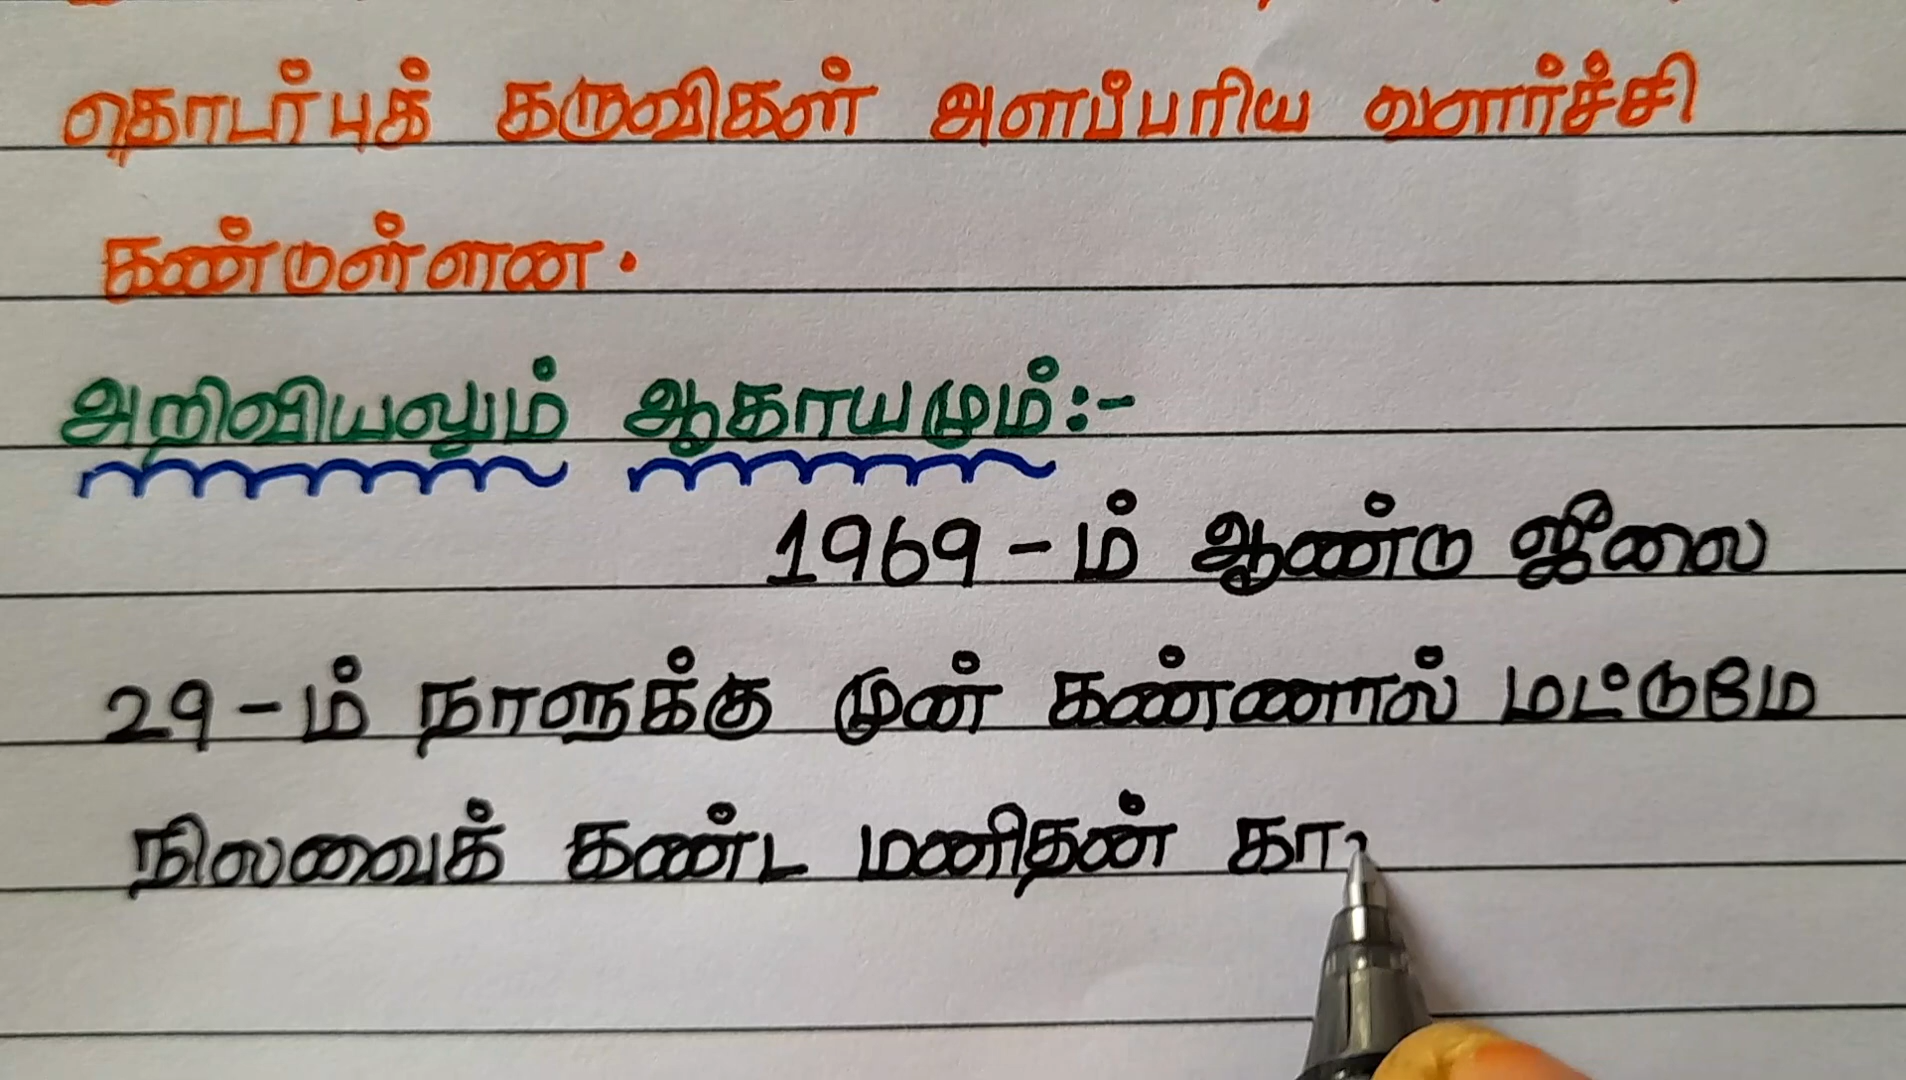 தொடர்புக் கருவிகள் அளப்பரிய வளர்ச்சி
கண்டுள்ளன.
அறிவியலும் ஆகாயமும்:-
1969-ம் ஆண்டு ஜீலை
29-ம் நாளுக்கு முன் கண்ணால் மட்டுமே
நிலவைக் கண்ட மனிதன் கா